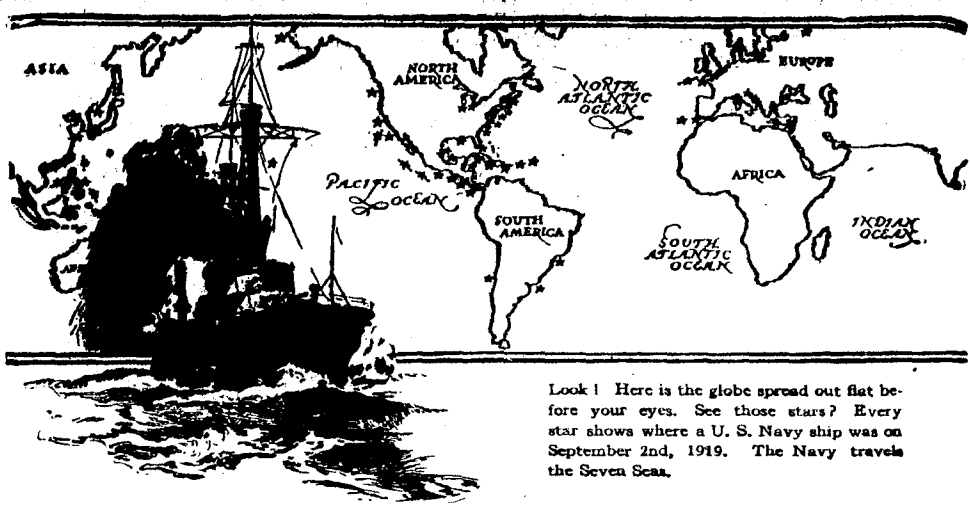 ASIA
NORTH
AMERICA
NORTH
ATLANTIC
OCEAN
EUROPE
PACIFIC
OCEAN
AFRICA
SOUTH
AMERICA
SOUTH
ATLANTIC
OCEAN
INDIAN
OCEAN
Look! Here is the globe spread out flat be-
fore your eyes. See those stars? Every
star shows where a U. S. Navy ship was on
September 2nd, 1919. The Navy travels
the Seven Seas.